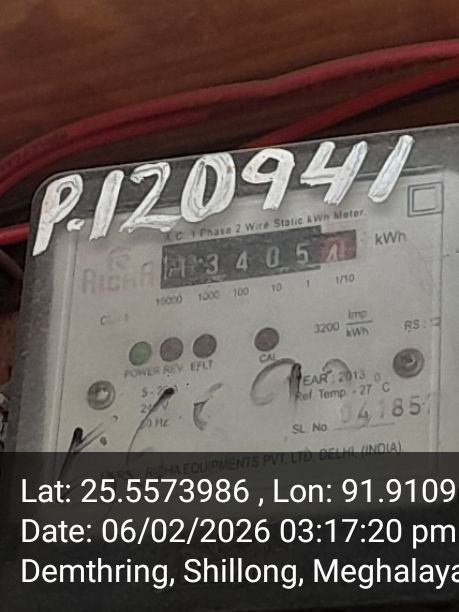 P.120941
A.C. 1 Phase 2 Wire Static kWh Meter.
RICHA
3 4 0 5
kWh
10000 1000 100 10 1 1/10
3200 Imp/kWh
RS:
POWER REV EFLT
CAL
YEAR: 2013
Ref. Temp. - 27 °C
SL. No. 041851
RICHA EQUIPMENTS PVT. LTD. DELHI, (INDIA).
Lat: 25.5573986 , Lon: 91.9109
Date: 06/02/2026 03:17:20 pm
Demthring, Shillong, Meghalaya